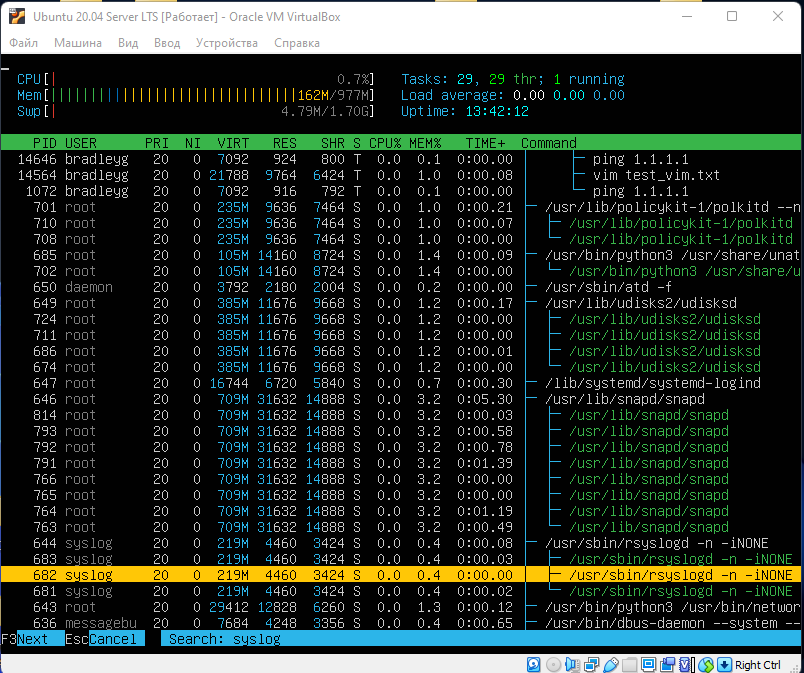 Ubuntu 20.04 Server LTS [Работает] - Oracle VM VirtualBox
Файл Машина Вид Ввод Устройства Справка
CPU[| 0.7%] Tasks: 29, 29 thr; 1 running
Mem[||||||||||||||||||||||||||||||162M/977M] Load average: 0.00 0.00 0.00
Swp[| 4.79M/1.70G] Uptime: 13:42:12
PID USER PRI NI VIRT RES SHR S CPU% MEM% TIME+ Command
14646 bradleyg 20 0 7092 924 800 T 0.0 0.1 0:00.00 ping 1.1.1.1
14564 bradleyg 20 0 21788 9764 6424 T 0.0 1.0 0:00.08 vim test_vim.txt
1072 bradleyg 20 0 7092 916 792 T 0.0 0.1 0:00.00 ping 1.1.1.1
701 root 20 0 235M 9636 7464 S 0.0 1.0 0:00.21 /usr/lib/policykit-1/polkitd --n
710 root 20 0 235M 9636 7464 S 0.0 1.0 0:00.07 /usr/lib/policykit-1/polkitd
708 root 20 0 235M 9636 7464 S 0.0 1.0 0:00.00 /usr/lib/policykit-1/polkitd
685 root 20 0 105M 14160 8724 S 0.0 1.4 0:00.09 /usr/bin/python3 /usr/share/unat
702 root 20 0 105M 14160 8724 S 0.0 1.4 0:00.00 /usr/bin/python3 /usr/share/u
650 daemon 20 0 3792 2180 2004 S 0.0 0.2 0:00.00 /usr/sbin/atd -f
649 root 20 0 385M 11676 9668 S 0.0 1.2 0:00.17 /usr/lib/udisks2/udisksd
724 root 20 0 385M 11676 9668 S 0.0 1.2 0:00.00 /usr/lib/udisks2/udisksd
711 root 20 0 385M 11676 9668 S 0.0 1.2 0:00.00 /usr/lib/udisks2/udisksd
686 root 20 0 385M 11676 9668 S 0.0 1.2 0:00.01 /usr/lib/udisks2/udisksd
674 root 20 0 385M 11676 9668 S 0.0 1.2 0:00.00 /usr/lib/udisks2/udisksd
647 root 20 0 16744 6720 5840 S 0.0 0.7 0:00.30 /lib/systemd/systemd-logind
646 root 20 0 709M 31632 14888 S 0.0 3.2 0:05.30 /usr/lib/snapd/snapd
814 root 20 0 709M 31632 14888 S 0.0 3.2 0:00.03 /usr/lib/snapd/snapd
793 root 20 0 709M 31632 14888 S 0.0 3.2 0:00.58 /usr/lib/snapd/snapd
792 root 20 0 709M 31632 14888 S 0.0 3.2 0:00.78 /usr/lib/snapd/snapd
791 root 20 0 709M 31632 14888 S 0.0 3.2 0:01.39 /usr/lib/snapd/snapd
766 root 20 0 709M 31632 14888 S 0.0 3.2 0:00.00 /usr/lib/snapd/snapd
765 root 20 0 709M 31632 14888 S 0.0 3.2 0:00.00 /usr/lib/snapd/snapd
764 root 20 0 709M 31632 14888 S 0.0 3.2 0:01.19 /usr/lib/snapd/snapd
763 root 20 0 709M 31632 14888 S 0.0 3.2 0:00.49 /usr/lib/snapd/snapd
644 syslog 20 0 219M 4460 3424 S 0.0 0.4 0:00.08 /usr/sbin/rsyslogd -n -iNONE
683 syslog 20 0 219M 4460 3424 S 0.0 0.4 0:00.03 /usr/sbin/rsyslogd -n -iNONE
682 syslog 20 0 219M 4460 3424 S 0.0 0.4 0:00.00 /usr/sbin/rsyslogd -n -iNONE
681 syslog 20 0 219M 4460 3424 S 0.0 0.4 0:00.02 /usr/sbin/rsyslogd -n -iNONE
643 root 20 0 29412 12828 6260 S 0.0 1.3 0:00.12 /usr/bin/python3 /usr/bin/networ
636 messagebu 20 0 7684 4248 3356 S 0.0 0.4 0:00.65 /usr/bin/dbus-daemon --system --
F3Next EscCancel Search: syslog
Right Ctrl